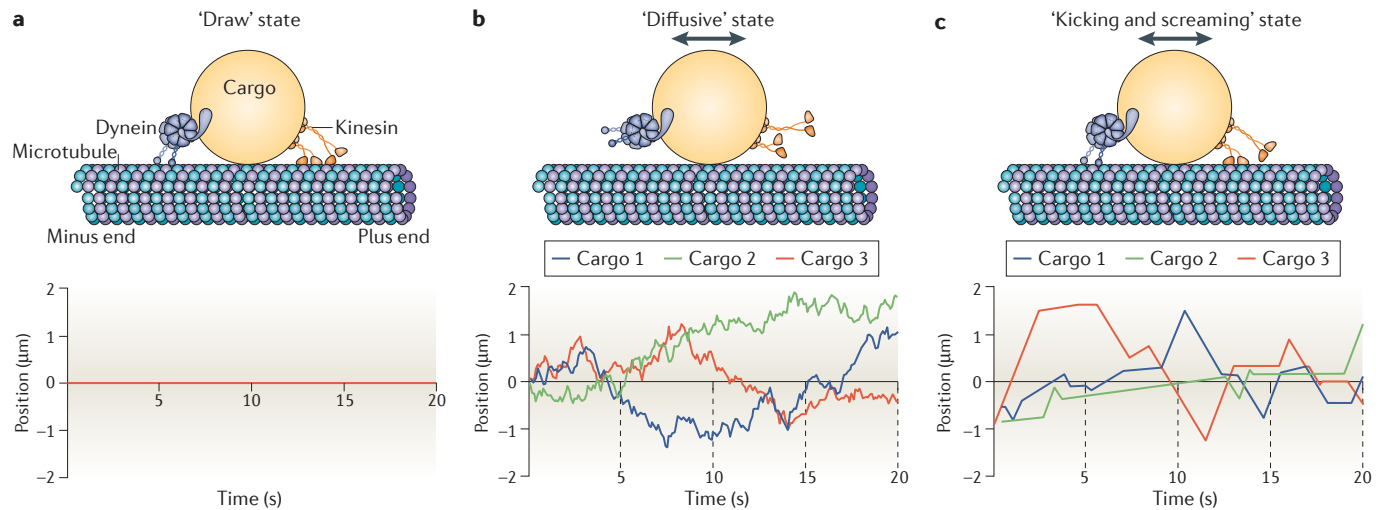 a
'Draw' state
Cargo
Dynein
Kinesin
Microtubule
Minus end
Plus end
2
1
0
−1
−2
5
10
15
20
Position (µm)
Time (s)
b
'Diffusive' state
Cargo 1
Cargo 2
Cargo 3
2
1
0
−1
−2
5
10
15
20
Position (µm)
Time (s)
c
'Kicking and screaming' state
Cargo 1
Cargo 2
Cargo 3
2
1
0
−1
−2
5
10
15
20
Position (µm)
Time (s)